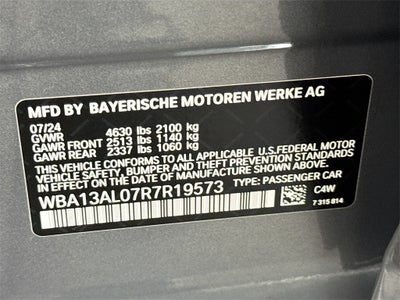 MFD BY BAYERISCHE MOTOREN WERKE AG
07/24
GVWR 4630 lbs 2100 kg
GAWR FRONT 2513 lbs 1140 kg
GAWR REAR 2337 lbs 1060 kg
THIS VEHICLE CONFORMS TO ALL APPLICABLE U.S.FEDERAL MOTOR
VEHICLE SAFETY, BUMPER, AND THEFT PREVENTION STANDARDS IN
EFFECT ON THE DATE OF MANUFACTURE SHOWN ABOVE.
WBA13AL07R7R19573 TYPE: PASSENGER CAR
C4W
7 315 814